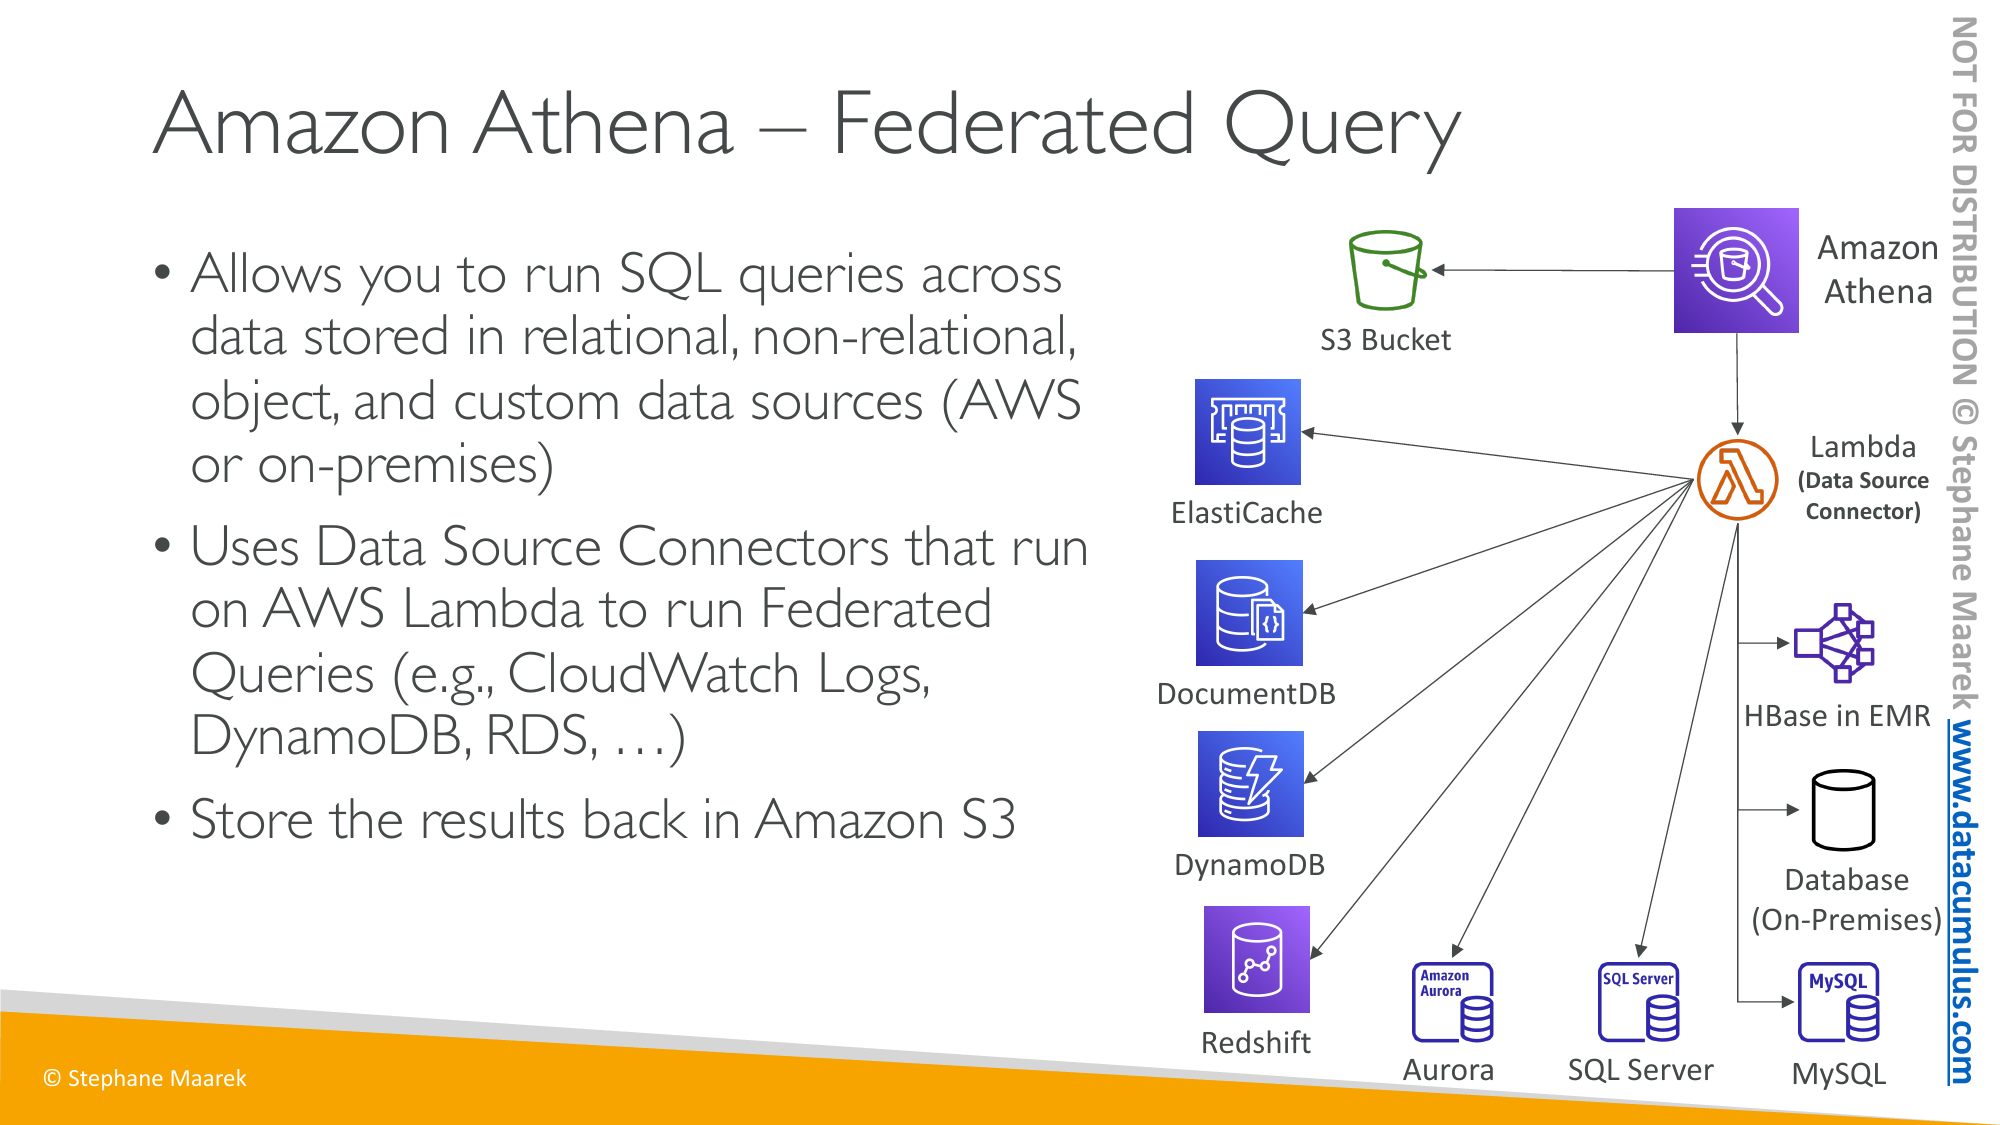 Amazon Athena – Federated Query
• Allows you to run SQL queries across
data stored in relational, non-relational,
object, and custom data sources (AWS
or on-premises)
• Uses Data Source Connectors that run
on AWS Lambda to run Federated
Queries (e.g., CloudWatch Logs,
DynamoDB, RDS, …)
• Store the results back in Amazon S3
S3 Bucket
Amazon
Athena
Lambda
(Data Source
Connector)
ElastiCache
DocumentDB
DynamoDB
Redshift
Amazon
Aurora
Aurora
SQL Server
SQL Server
HBase in EMR
Database
(On-Premises)
MySQL
MySQL
© Stephane Maarek
NOT FOR DISTRIBUTION © Stephane Maarek www.datacumulus.com